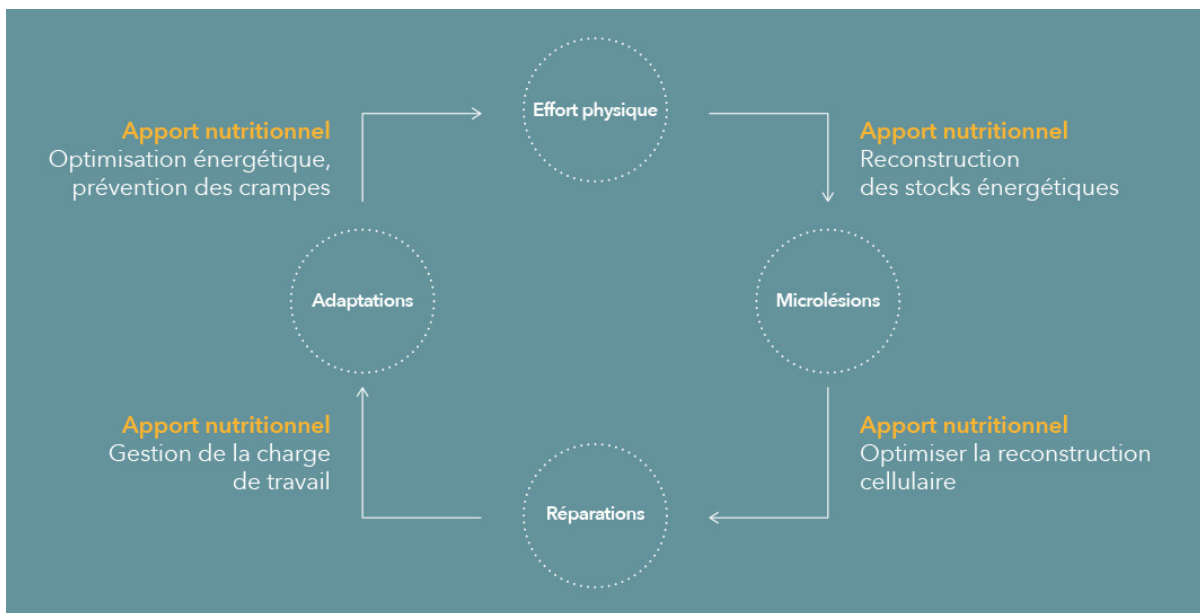 Effort physique
Apport nutritionnel
Optimisation énergétique,
prévention des crampes
Apport nutritionnel
Reconstruction
des stocks énergétiques
Adaptations
Microlésions
Apport nutritionnel
Gestion de la charge
de travail
Apport nutritionnel
Optimiser la reconstruction
cellulaire
Réparations